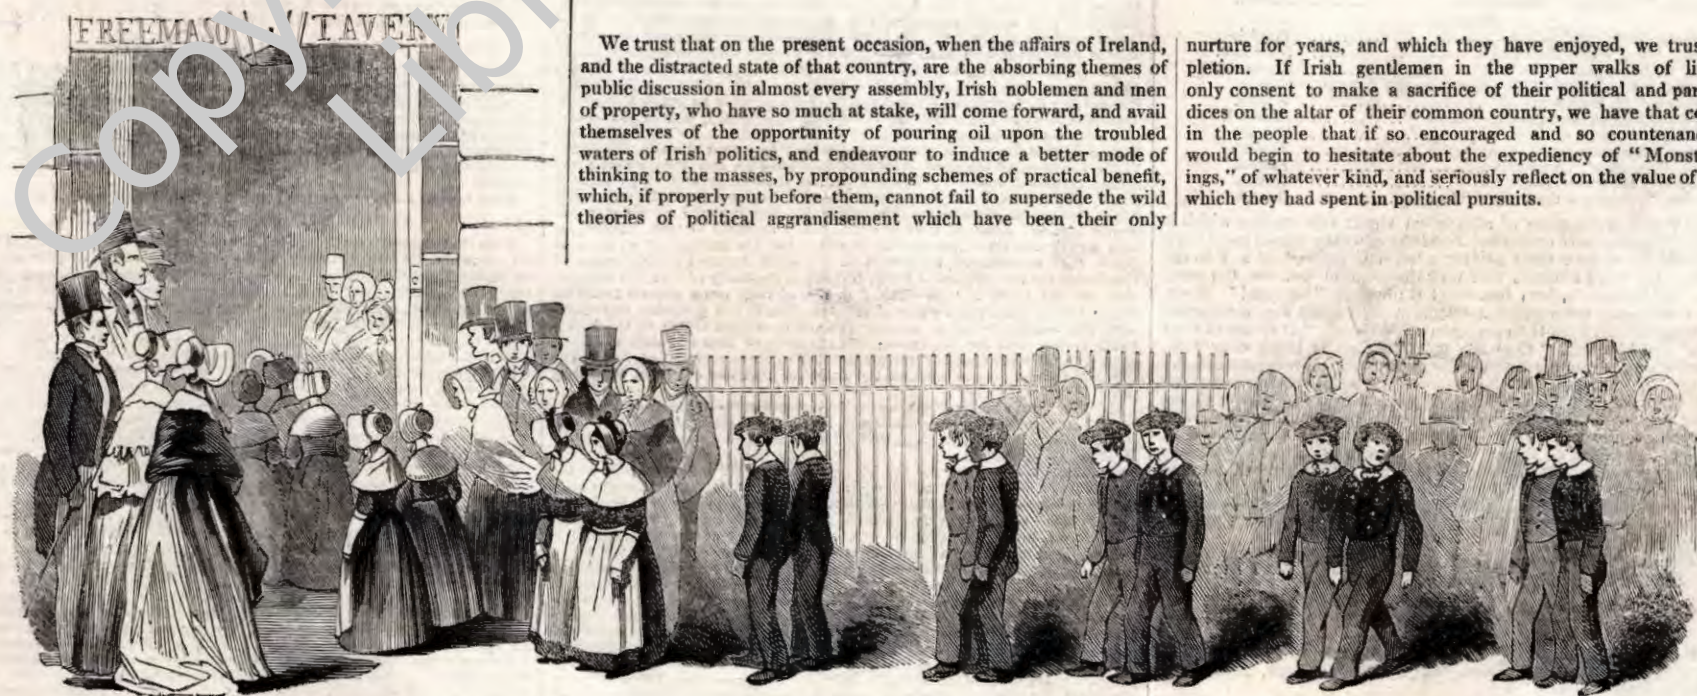 FREEMASO TAVERN
We trust that on the present occasion, when the affairs of Ireland,
and the distracted state of that country, are the absorbing themes of
public discussion in almost every assembly, Irish noblemen and men
of property, who have so much at stake, will come forward, and avail
themselves of the opportunity of pouring oil upon the troubled
waters of Irish politics, and endeavour to induce a better mode of
thinking to the masses, by propounding schemes of practical benefit,
which, if properly put before them, cannot fail to supersede the wild
theories of political aggrandisement which have been their only
nurture for years, and which they have enjoyed, we trus
pletion. If Irish gentlemen in the upper walks of li
only consent to make a sacrifice of their political and par
dices on the altar of their common country, we have that c
in the people that if so encouraged and so countenan
would begin to hesitate about the expediency of "Monst
ings," of whatever kind, and seriously reflect on the value of
which they had spent in political pursuits.
Copy
Lib